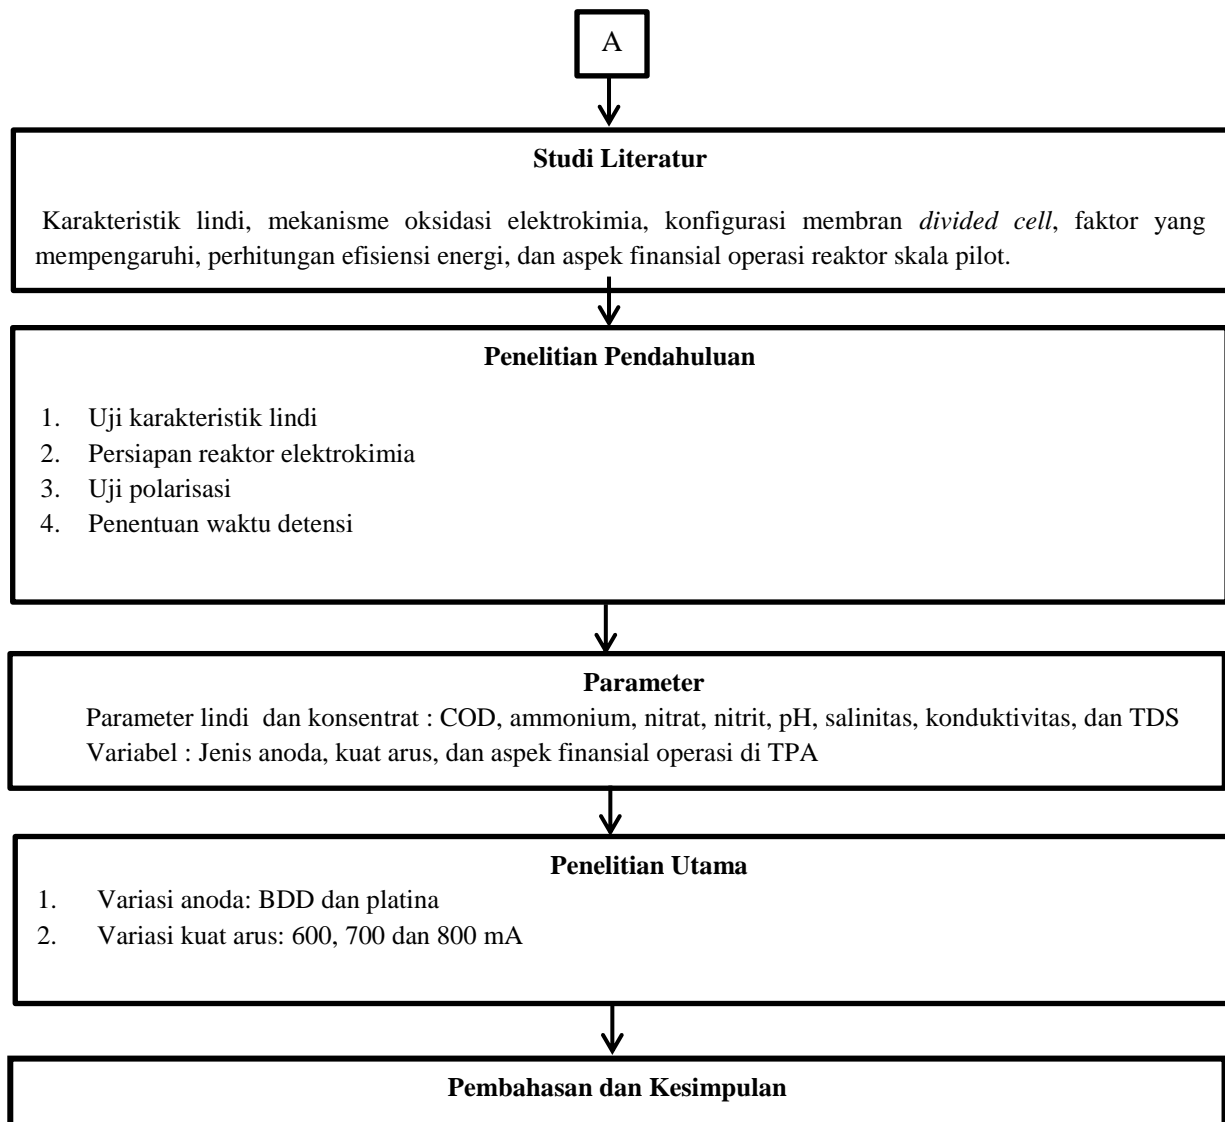 A
Studi Literatur
Karakteristik lindi, mekanisme oksidasi elektrokimia, konfigurasi membran divided cell, faktor yang
mempengaruhi, perhitungan efisiensi energi, dan aspek finansial operasi reaktor skala pilot.
Penelitian Pendahuluan
1. Uji karakteristik lindi
2. Persiapan reaktor elektrokimia
3. Uji polarisasi
4. Penentuan waktu detensi
Parameter
Parameter lindi dan konsentrat : COD, ammonium, nitrat, nitrit, pH, salinitas, konduktivitas, dan TDS
Variabel : Jenis anoda, kuat arus, dan aspek finansial operasi di TPA
Penelitian Utama
1. Variasi anoda: BDD dan platina
2. Variasi kuat arus: 600, 700 dan 800 mA
Pembahasan dan Kesimpulan